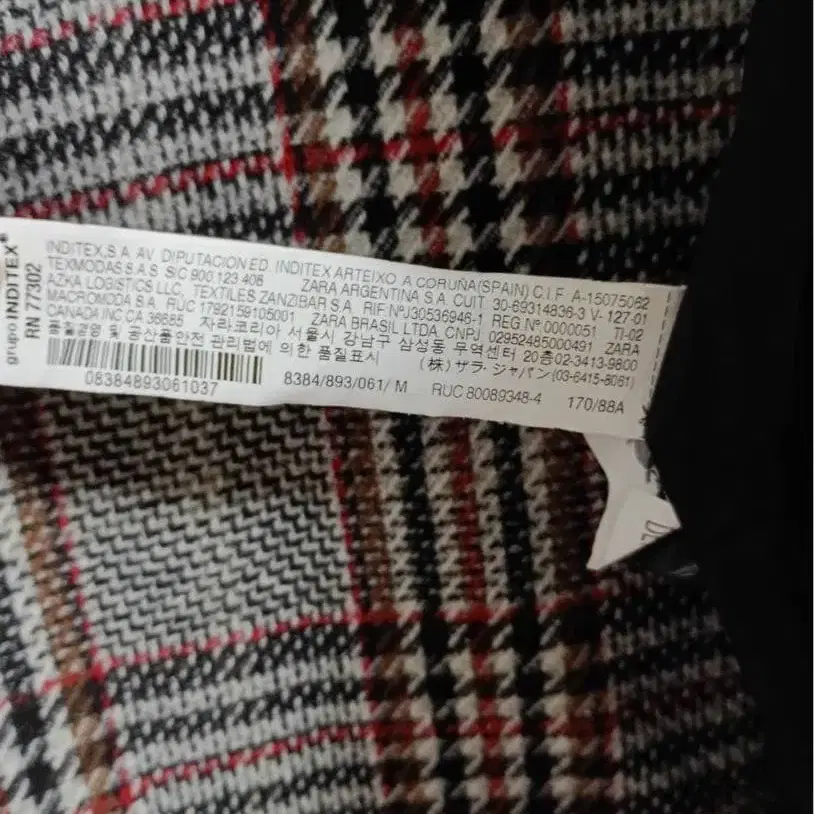 grupo INDITEX®
RN 77302
INDITEX,S.A. AV. DIPUTACION ED. INDITEX ARTEIXO A CORUÑA(SPAIN) C.I.F. A-15075062
TEXMODAS S.A.S. SIC 900.123.408 ZARA ARGENTINA S.A. CUIT: 30-69314836-3 V-127-01
AZKA LOGISTICS LLC, TEXTILES ZANZIBAR S.A. RIF:NºJ30536946-1 REG Nº 0000051 TI-02
MACROMODA S.A. RUC 1792159105001 ZARA BRASIL LTDA. CNPJ 02952485000491 ZARA
CANADA INC CA 36885 자라코리아 서울시 강남구 삼성동 무역센터 20층 02-3413-9800
품질경영 및 공산품안전 관리법에 의한 품질표시 (株) ザラ・ジャパン (03-6415-8061)
08384893061037 8384/893/061/ M RUC 80089348-4 170/88A